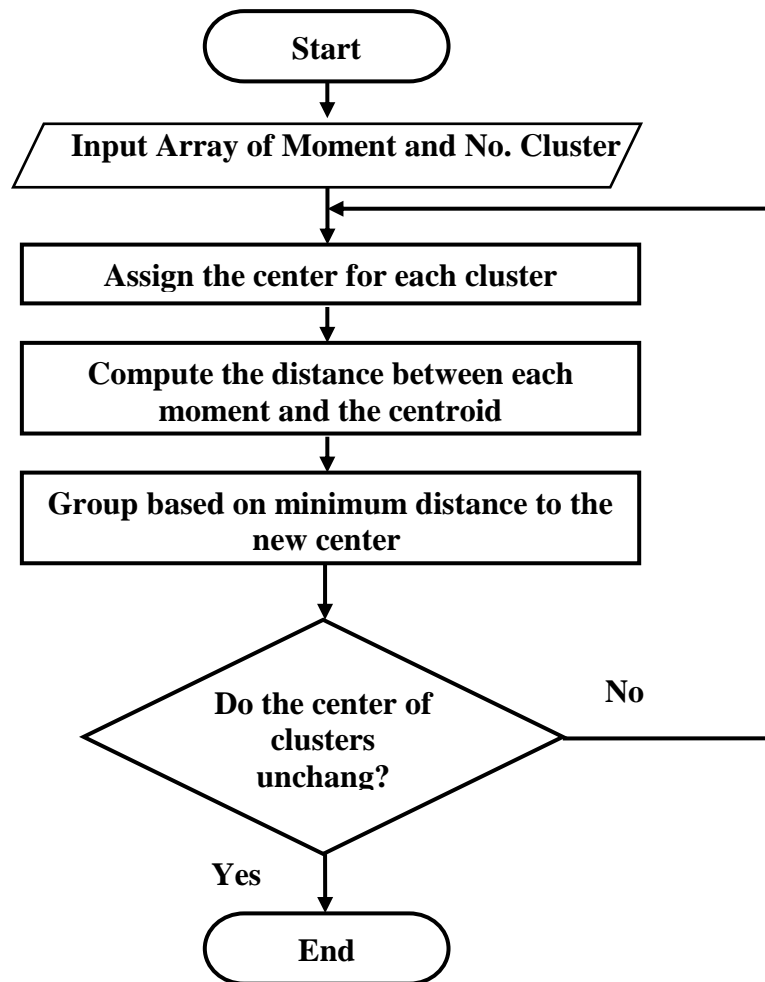 Start
Input Array of Moment and No. Cluster
Assign the center for each cluster
Compute the distance between each
moment and the centroid
Group based on minimum distance to the
new center
Do the center of
clusters
unchang?
No
Yes
End